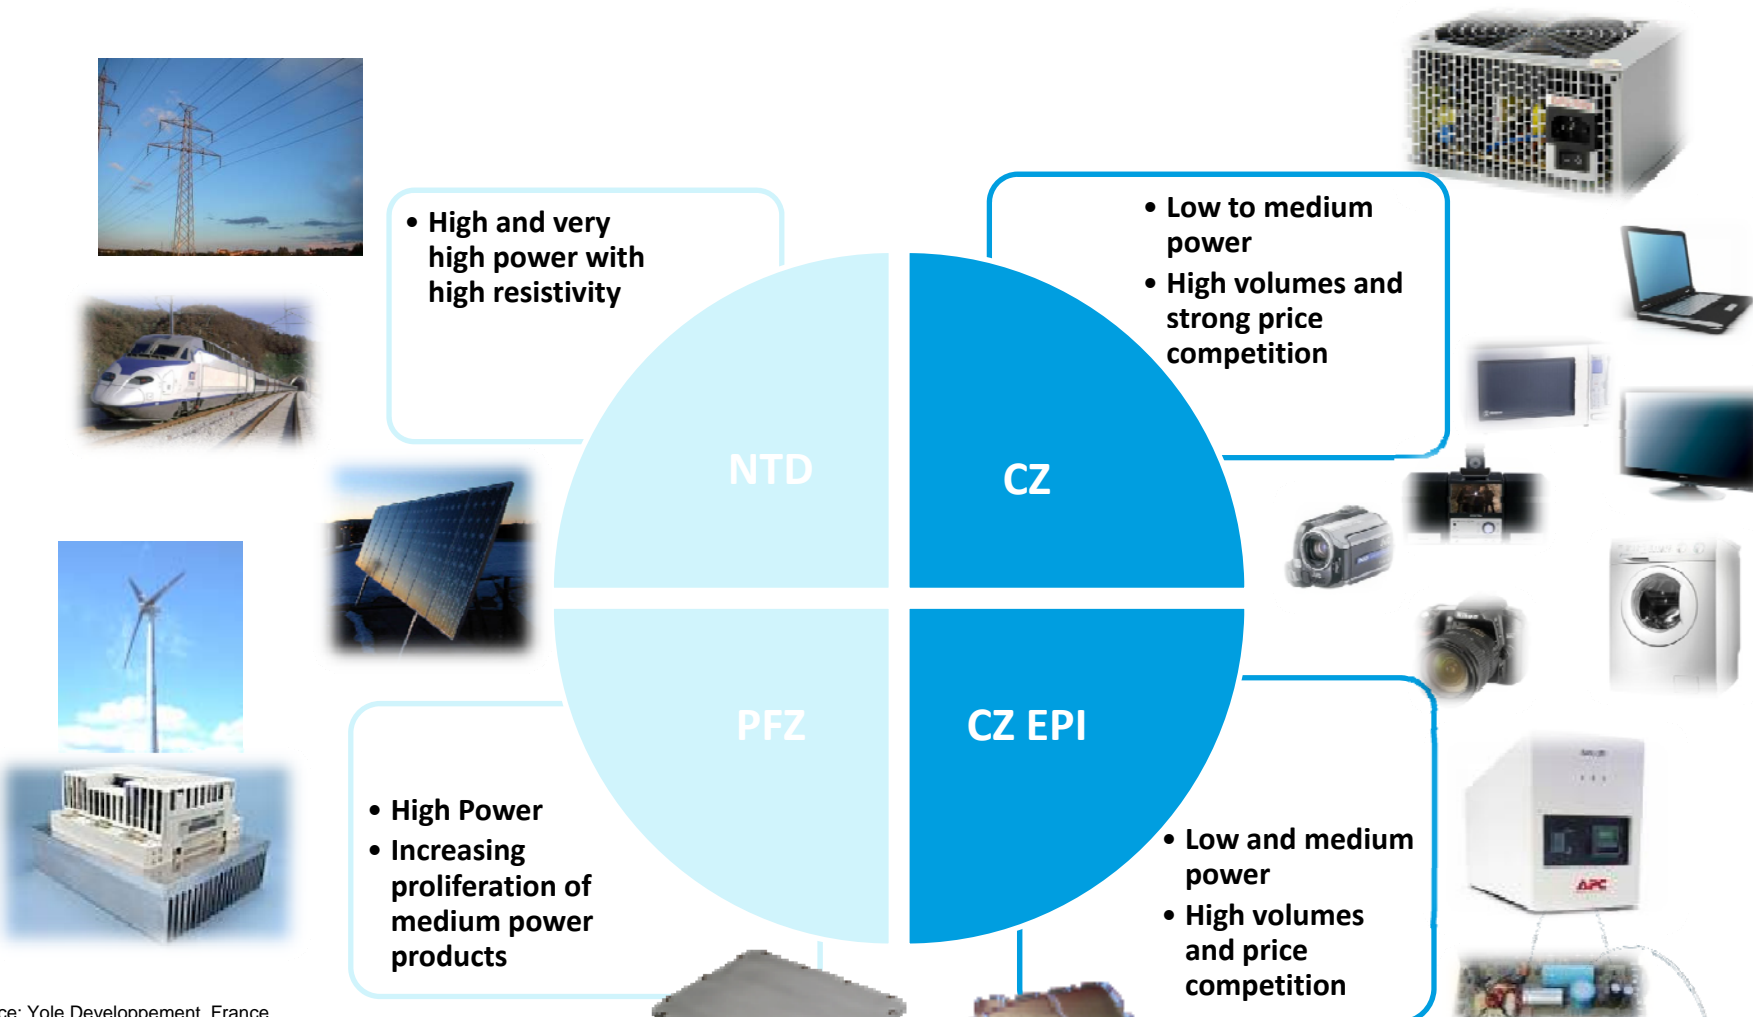 • High and very
high power with
high resistivity
• Low to medium
power
• High volumes and
strong price
competition
NTD
CZ
PFZ
CZ EPI
• High Power
• Increasing
proliferation of
medium power
products
• Low and medium
power
• High volumes
and price
competition
APC
ce: Yole Developpement, France